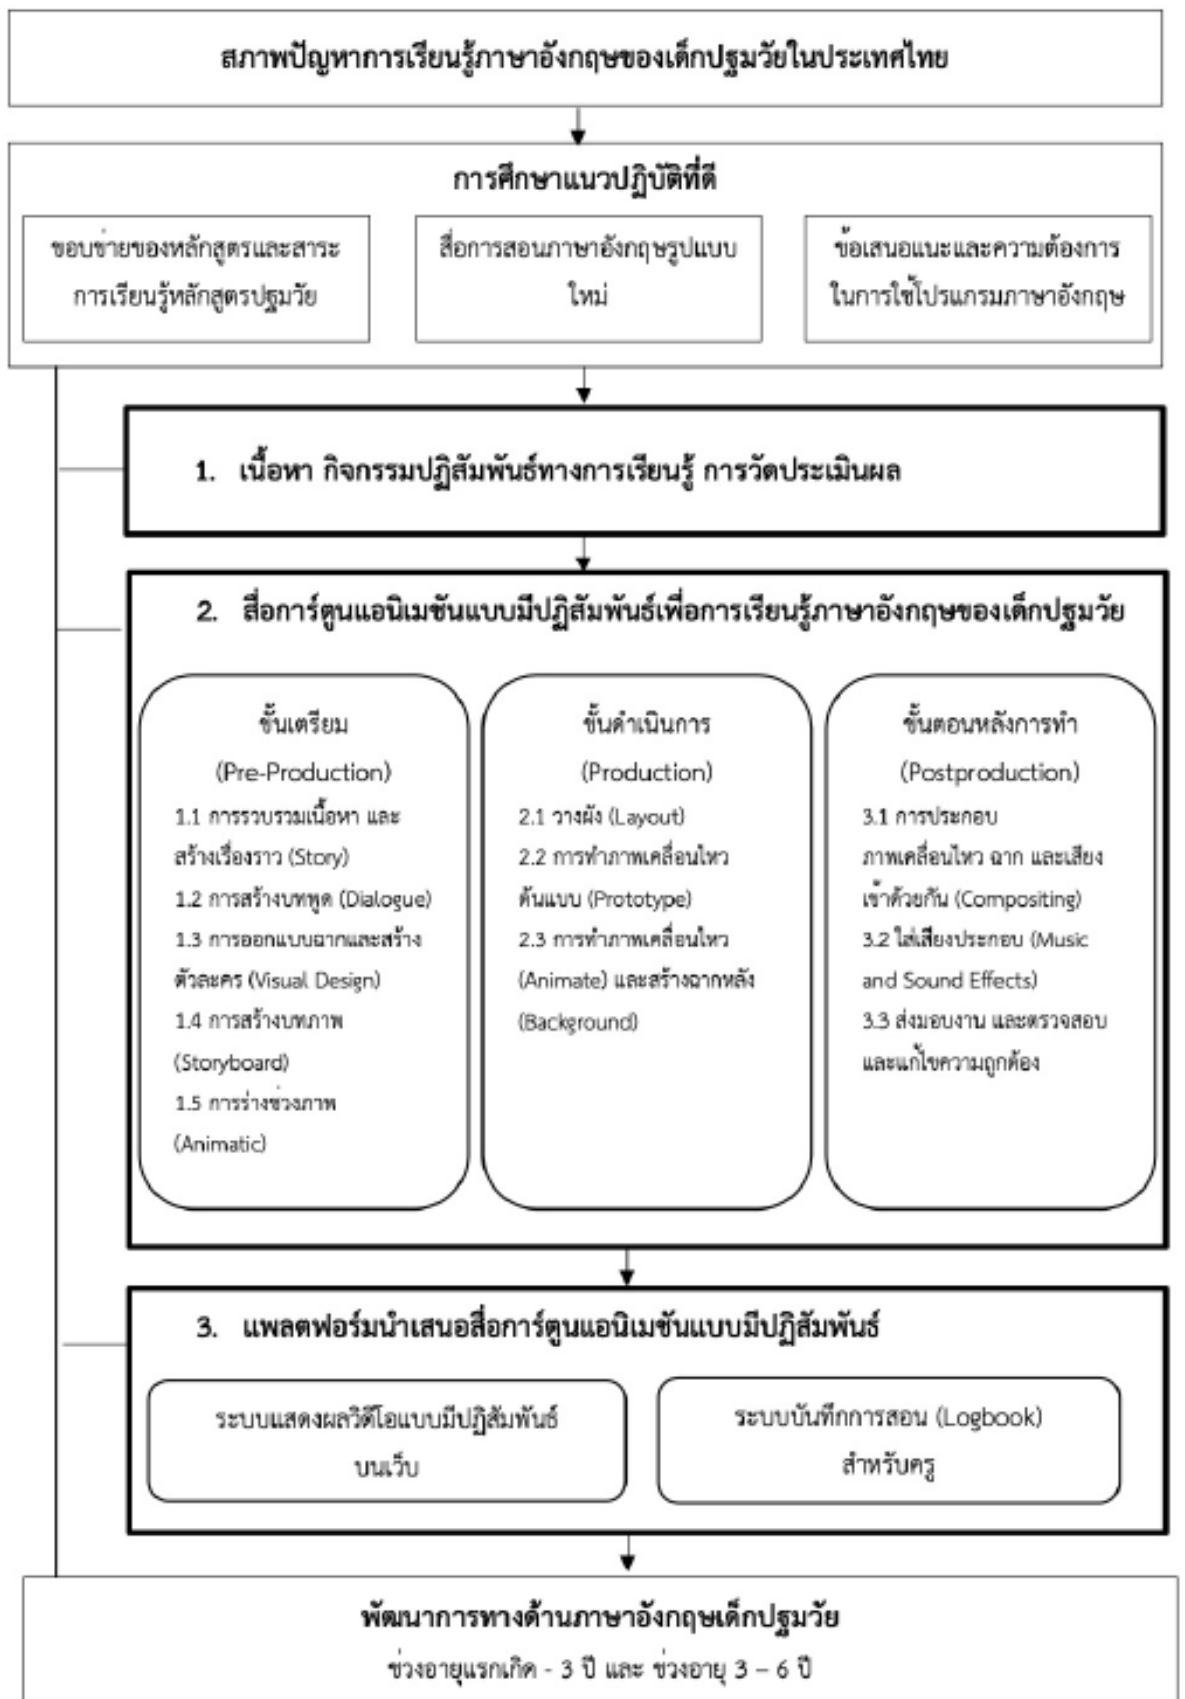 สภาพปัญหาการเรียนรู้ภาษาอังกฤษของเด็กปฐมวัยในประเทศไทย
การศึกษาแนวปฏิบัติที่ดี
ขอบข่ายของหลักสูตรและสาระ
การเรียนรู้หลักสูตรปฐมวัย
สื่อการสอนภาษาอังกฤษรูปแบบ
ใหม่
ข้อเสนอแนะและความต้องการ
ในการใช้โปรแกรมภาษาอังกฤษ
1. เนื้อหา กิจกรรมปฏิสัมพันธ์ทางการเรียนรู้ การวัดประเมินผล
2. สื่อการ์ตูนแอนิเมชันแบบมีปฏิสัมพันธ์เพื่อการเรียนรู้ภาษาอังกฤษของเด็กปฐมวัย
ขั้นเตรียม
(Pre-Production)
1.1 การรวบรวมเนื้อหา และ
สร้างเรื่องราว (Story)
1.2 การสร้างบทพูด (Dialogue)
1.3 การออกแบบฉากและสร้าง
ตัวละคร (Visual Design)
1.4 การสร้างบทภาพ
(Storyboard)
1.5 การร่างช่วงภาพ
(Animatic)
ขั้นดำเนินการ
(Production)
2.1 วางผัง (Layout)
2.2 การทำภาพเคลื่อนไหว
ต้นแบบ (Prototype)
2.3 การทำภาพเคลื่อนไหว
(Animate) และสร้างฉากหลัง
(Background)
ขั้นตอนหลังการทำ
(Postproduction)
3.1 การประกอบ
ภาพเคลื่อนไหว ฉาก และเสียง
เข้าด้วยกัน (Compositing)
3.2 ใส่เสียงประกอบ (Music
and Sound Effects)
3.3 ส่งมอบงาน และตรวจสอบ
และแก้ไขความถูกต้อง
3. แพลตฟอร์มนำเสนอสื่อการ์ตูนแอนิเมชันแบบมีปฏิสัมพันธ์
ระบบแสดงผลวิดีโอแบบมีปฏิสัมพันธ์
บนเว็บ
ระบบบันทึกการสอน (Logbook)
สำหรับครู
พัฒนาการทางด้านภาษาอังกฤษเด็กปฐมวัย
ช่วงอายุแรกเกิด - 3 ปี และ ช่วงอายุ 3 – 6 ปี